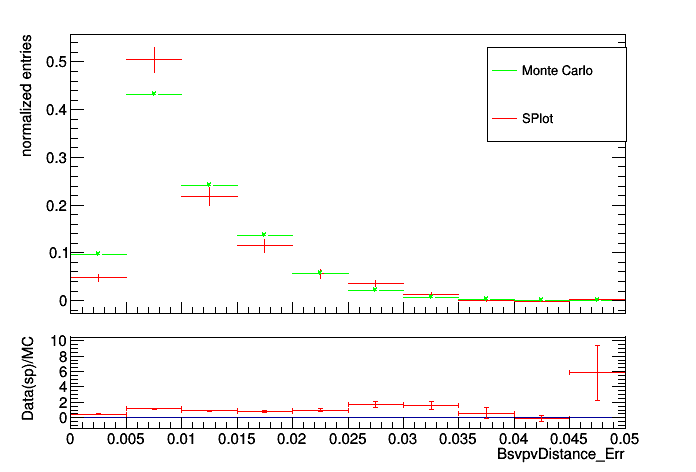 normalized entries
0.5
0.4
0.3
0.2
0.1
0
Monte Carlo
SPlot
Data(sp)/MC
10
8
6
4
2
0
0 0.005 0.01 0.015 0.02 0.025 0.03 0.035 0.04 0.045 0.05
BsvpvDistance_Err